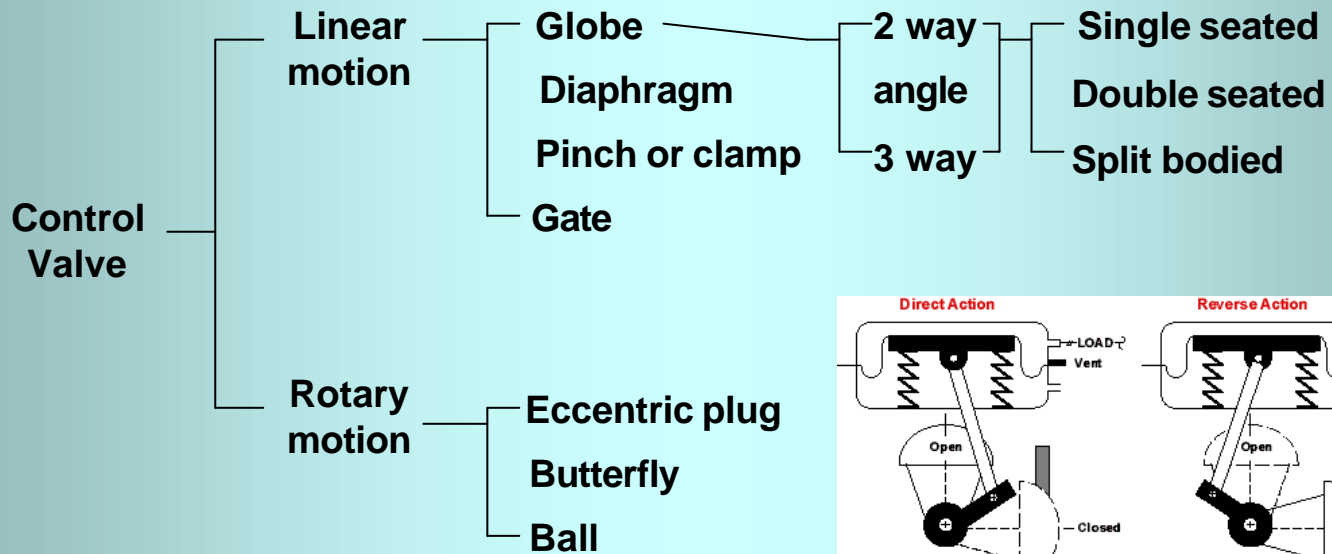 Control
Valve
Linear
motion
Globe
Diaphragm
Pinch or clamp
Gate
2 way
angle
3 way
Single seated
Double seated
Split bodied
Rotary
motion
Eccentric plug
Butterfly
Ball
Direct Action
LOAD
Vent
Open
Closed
Reverse Action
Open